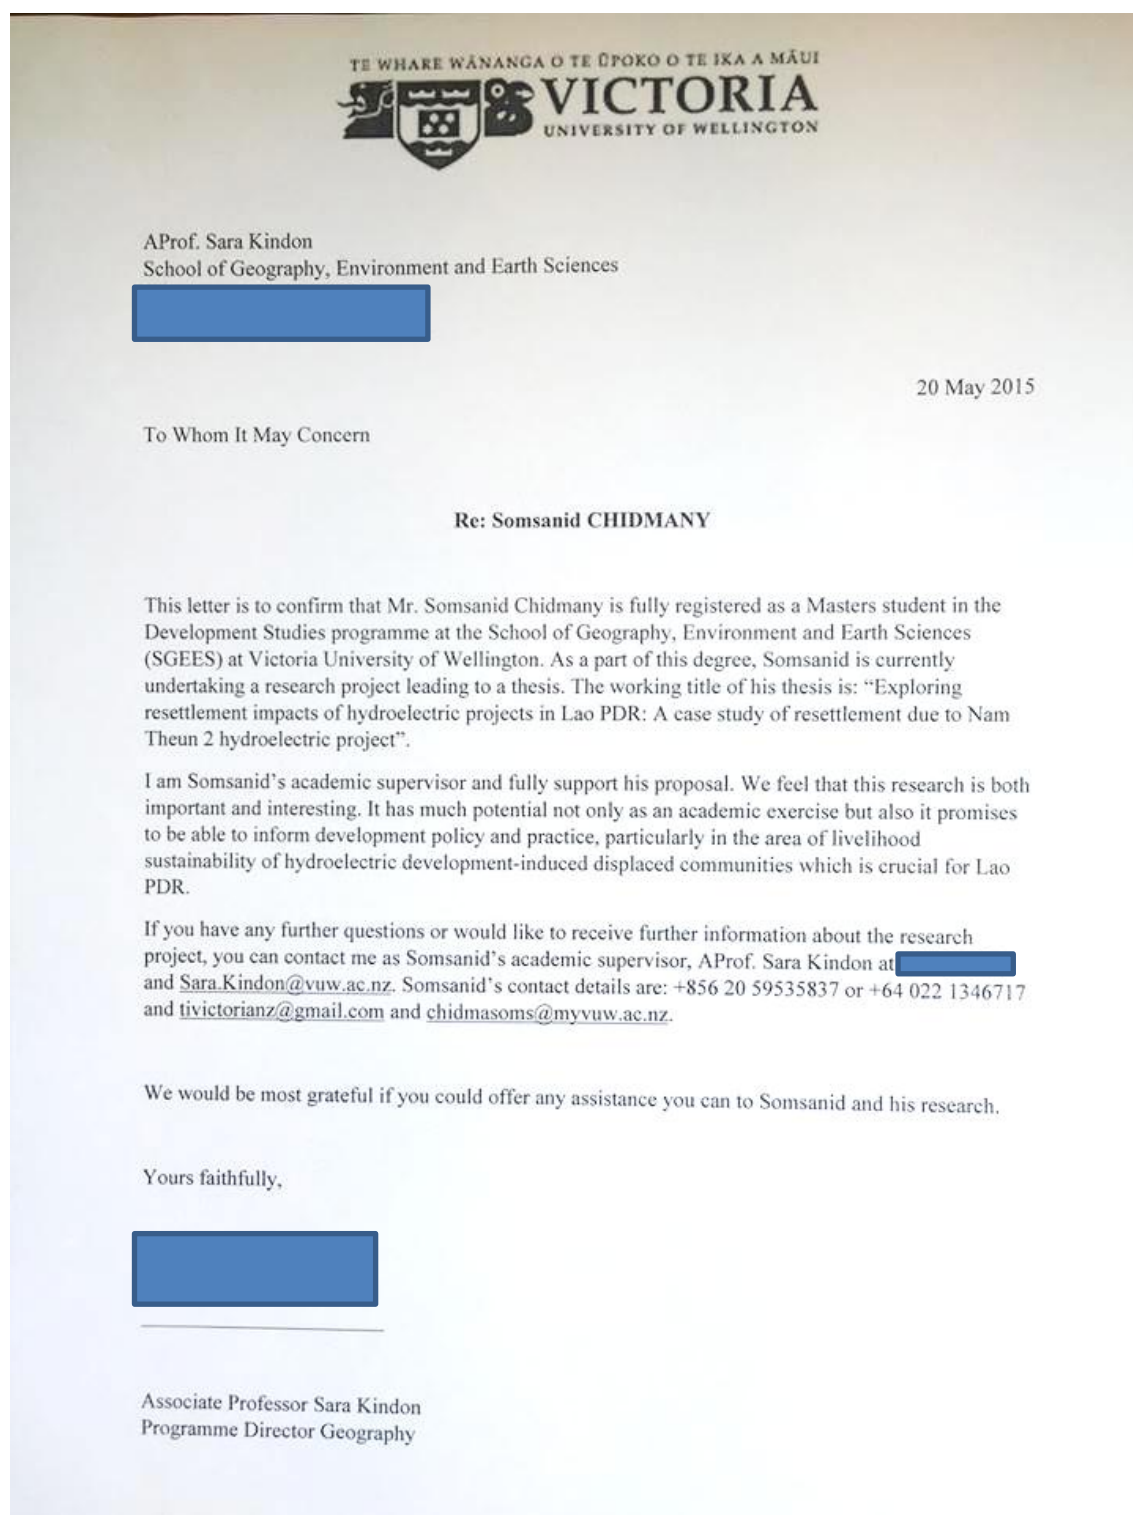 TE WHARE WĀNANGA O TE ŪPOKO O TE IKA A MĀUI
VICTORIA
UNIVERSITY OF WELLINGTON
AProf. Sara Kindon
School of Geography, Environment and Earth Sciences
20 May 2015
To Whom It May Concern
Re: Somsanid CHIDMANY
This letter is to confirm that Mr. Somsanid Chidmany is fully registered as a Masters student in the
Development Studies programme at the School of Geography, Environment and Earth Sciences
(SGEES) at Victoria University of Wellington. As a part of this degree, Somsanid is currently
undertaking a research project leading to a thesis. The working title of his thesis is: “Exploring
resettlement impacts of hydroelectric projects in Lao PDR: A case study of resettlement due to Nam
Theun 2 hydroelectric project”.
I am Somsanid’s academic supervisor and fully support his proposal. We feel that this research is both
important and interesting. It has much potential not only as an academic exercise but also it promises
to be able to inform development policy and practice, particularly in the area of livelihood
sustainability of hydroelectric development-induced displaced communities which is crucial for Lao
PDR.
If you have any further questions or would like to receive further information about the research
project, you can contact me as Somsanid’s academic supervisor, AProf. Sara Kindon at
and Sara.Kindon@vuw.ac.nz. Somsanid’s contact details are: +856 20 59535837 or +64 022 1346717
and tivictorianz@gmail.com and chidmasoms@myvuw.ac.nz.
We would be most grateful if you could offer any assistance you can to Somsanid and his research.
Yours faithfully,
Associate Professor Sara Kindon
Programme Director Geography